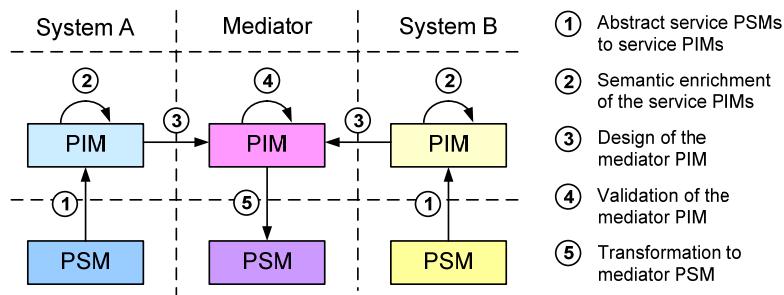 System A Mediator System B
2 4 2
3 3
PIM PIM PIM
1 5 1
PSM PSM PSM
1 Abstract service PSMs
to service PIMs
2 Semantic enrichment
of the service PIMs
3 Design of the
mediator PIM
4 Validation of the
mediator PIM
5 Transformation to
mediator PSM